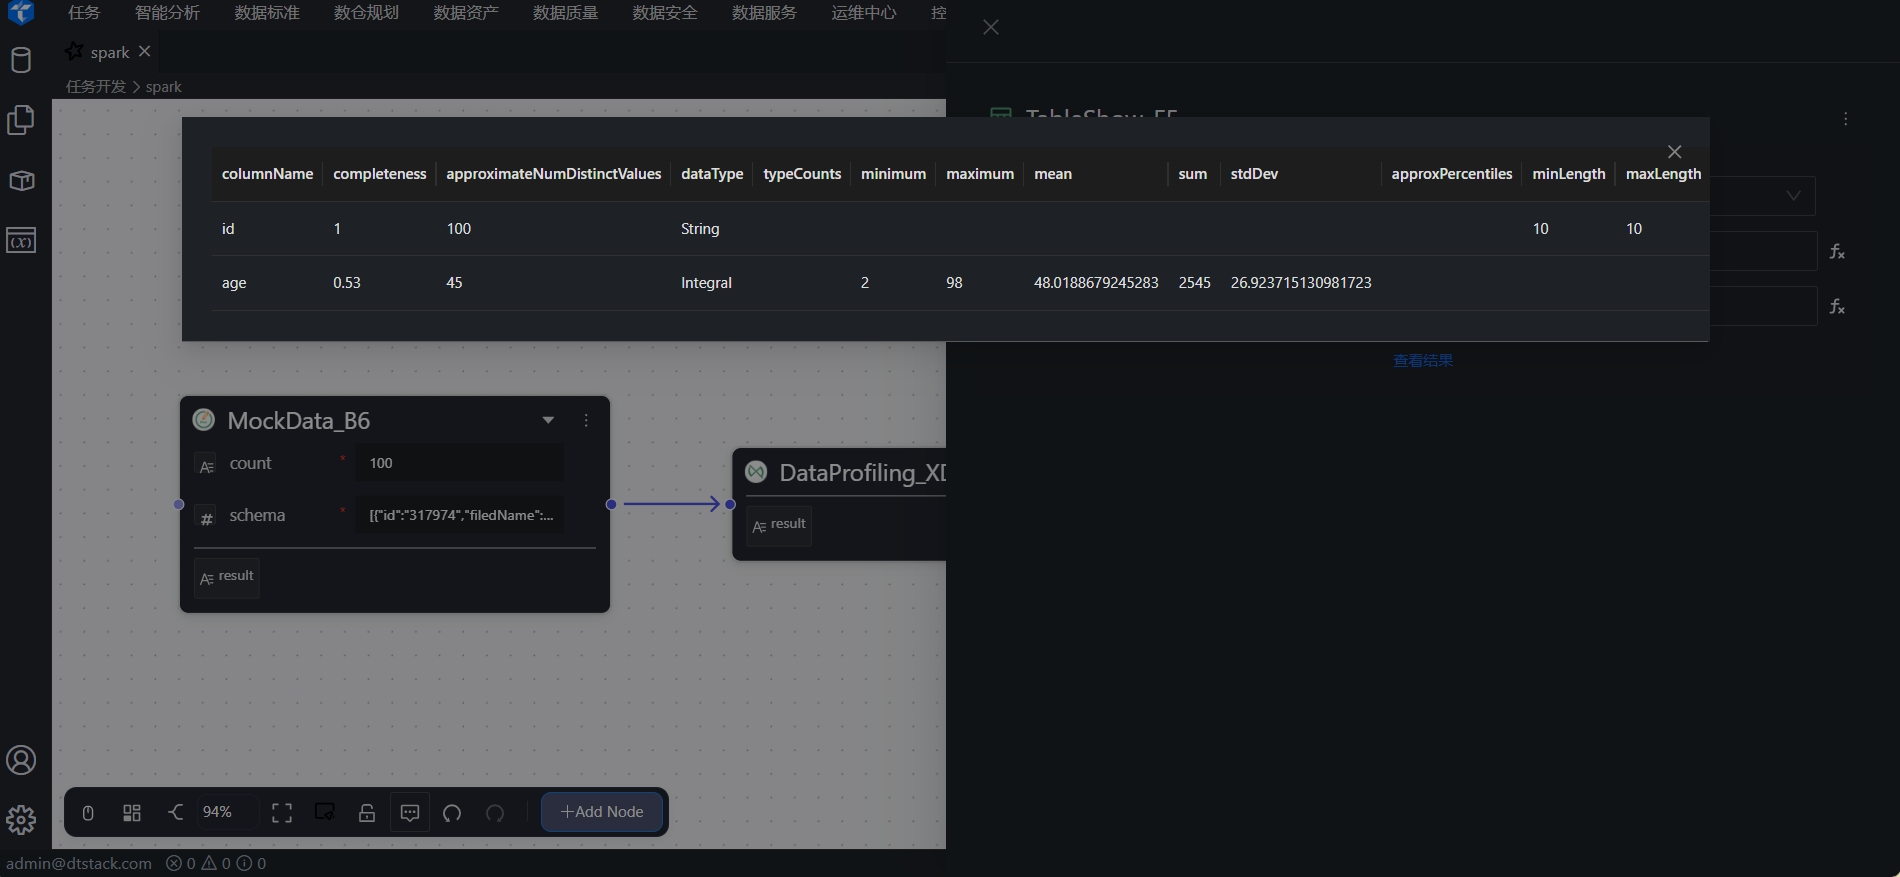 任务 智能分析 数据标准 数仓规划 数据资产 数据质量 数据安全 数据服务 运维中心 控
spark
任务开发 > spark
TableShow_FF
columnName completeness approximateNumDistinctValues dataType typeCounts minimum maximum mean sum stdDev approxPercentiles minLength maxLength
id 1 100 String 10 10
age 0.53 45 Integral 2 98 48.0188679245283 2545 26.923715130981723
查看结果
MockData_B6
count * 100
schema * [{"id":"317974","filedName":...
result
DataProfiling_XD
result
94%
+Add Node
admin@dtstack.com 0 0 0